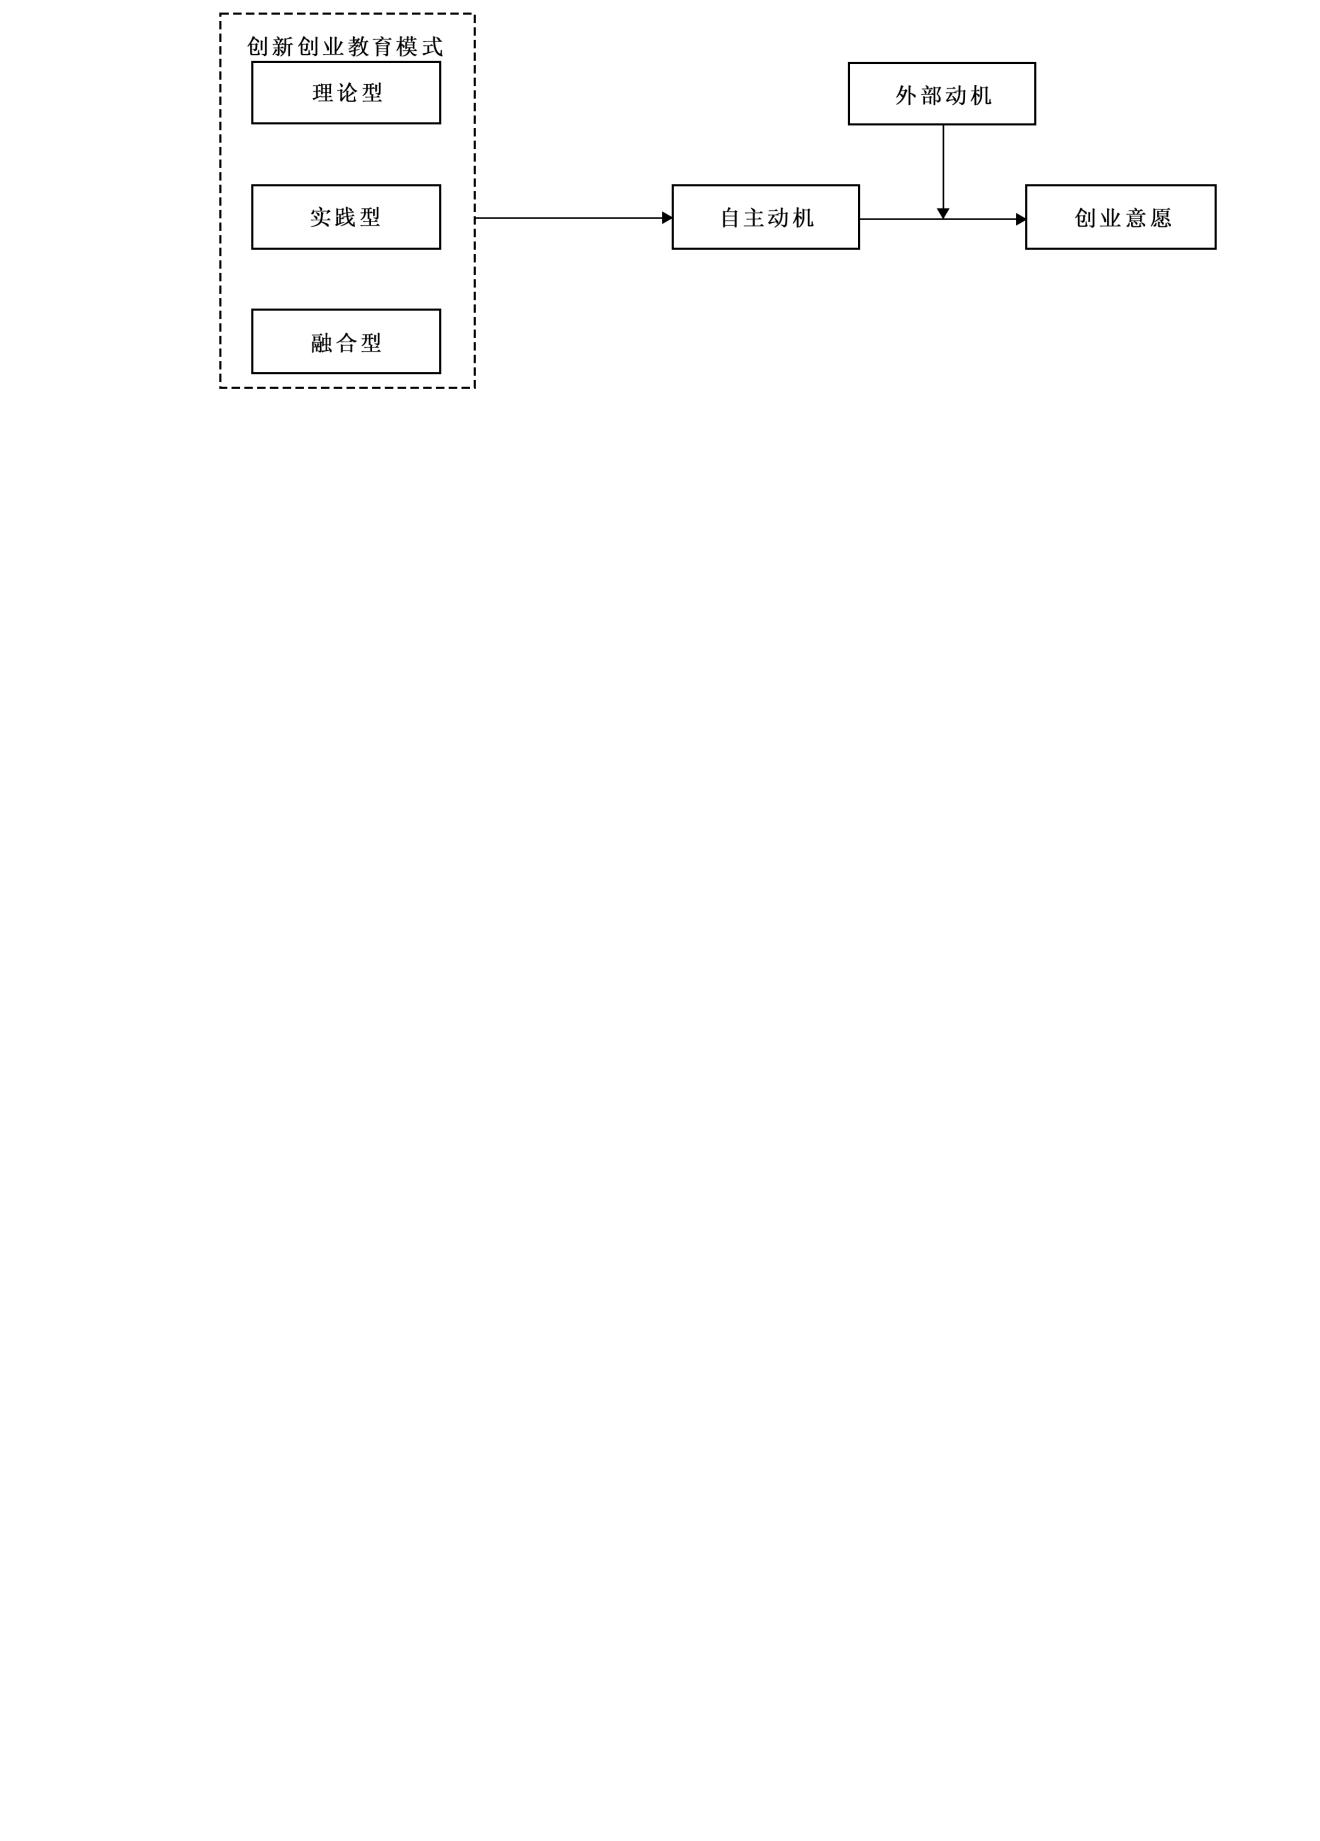 创新创业教育模式
理论型
实践型
融合型
自主动机
外部动机
创业意愿